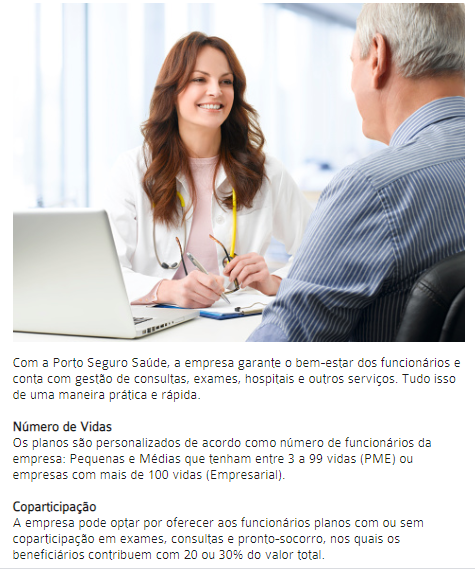 Com a Porto Seguro Saúde, a empresa garante o bem-estar dos funcionários e
conta com gestão de consultas, exames, hospitais e outros serviços. Tudo isso
de uma maneira prática e rápida.
Número de Vidas
Os planos são personalizados de acordo como número de funcionários da
empresa: Pequenas e Médias que tenham entre 3 a 99 vidas (PME) ou
empresas com mais de 100 vidas (Empresarial).
Coparticipação
A empresa pode optar por oferecer aos funcionários planos com ou sem
coparticipação em exames, consultas e pronto-socorro, nos quais os
beneficiários contribuem com 20 ou 30% do valor total.